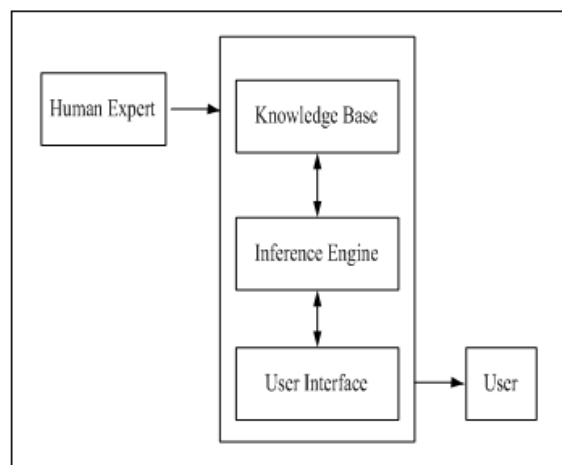 Human Expert
Knowledge Base
Inference Engine
User Interface
User